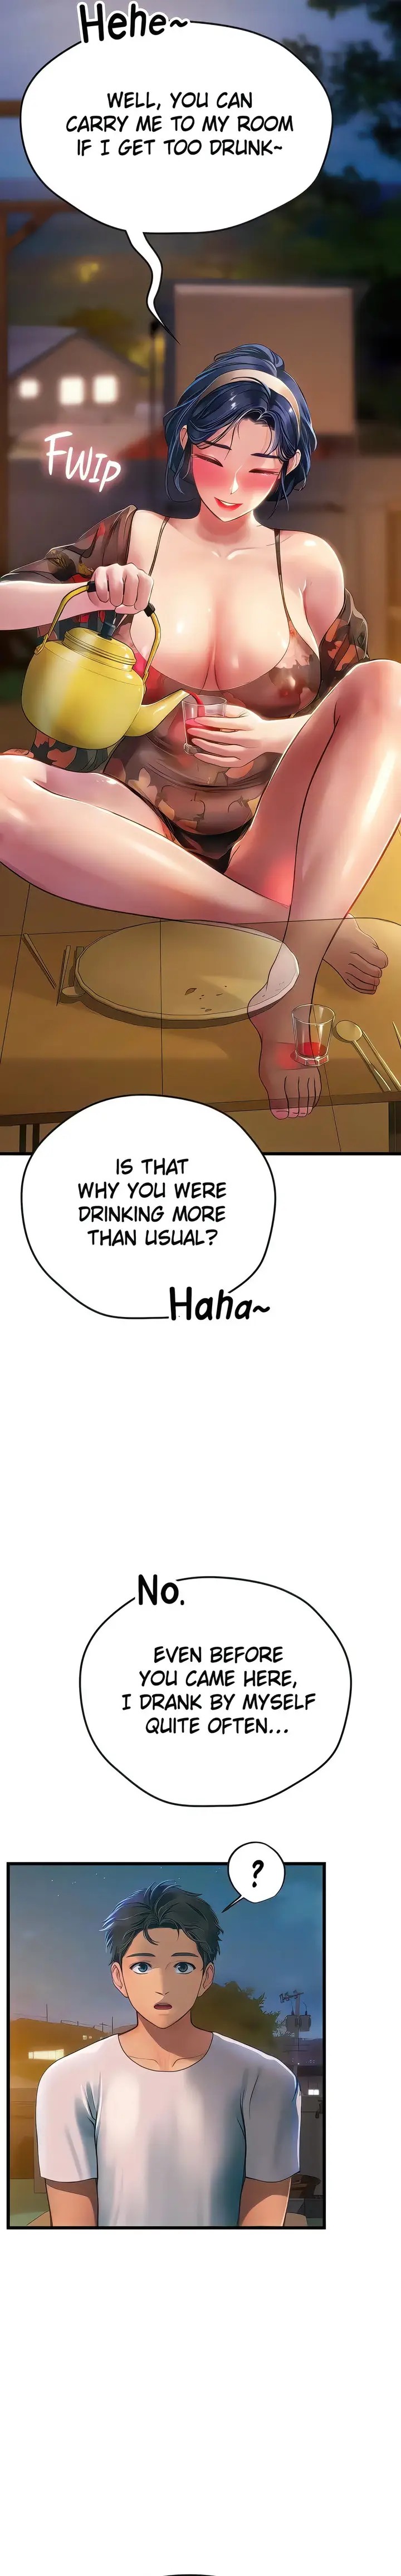 Hehe~
WELL, YOU CAN
CARRY ME TO MY ROOM
IF I GET TOO DRUNK~
FWIP
IS THAT
WHY YOU WERE
DRINKING MORE
THAN USUAL?
Haha~
No.
EVEN BEFORE
YOU CAME HERE,
I DRANK BY MYSELF
QUITE OFTEN...
?